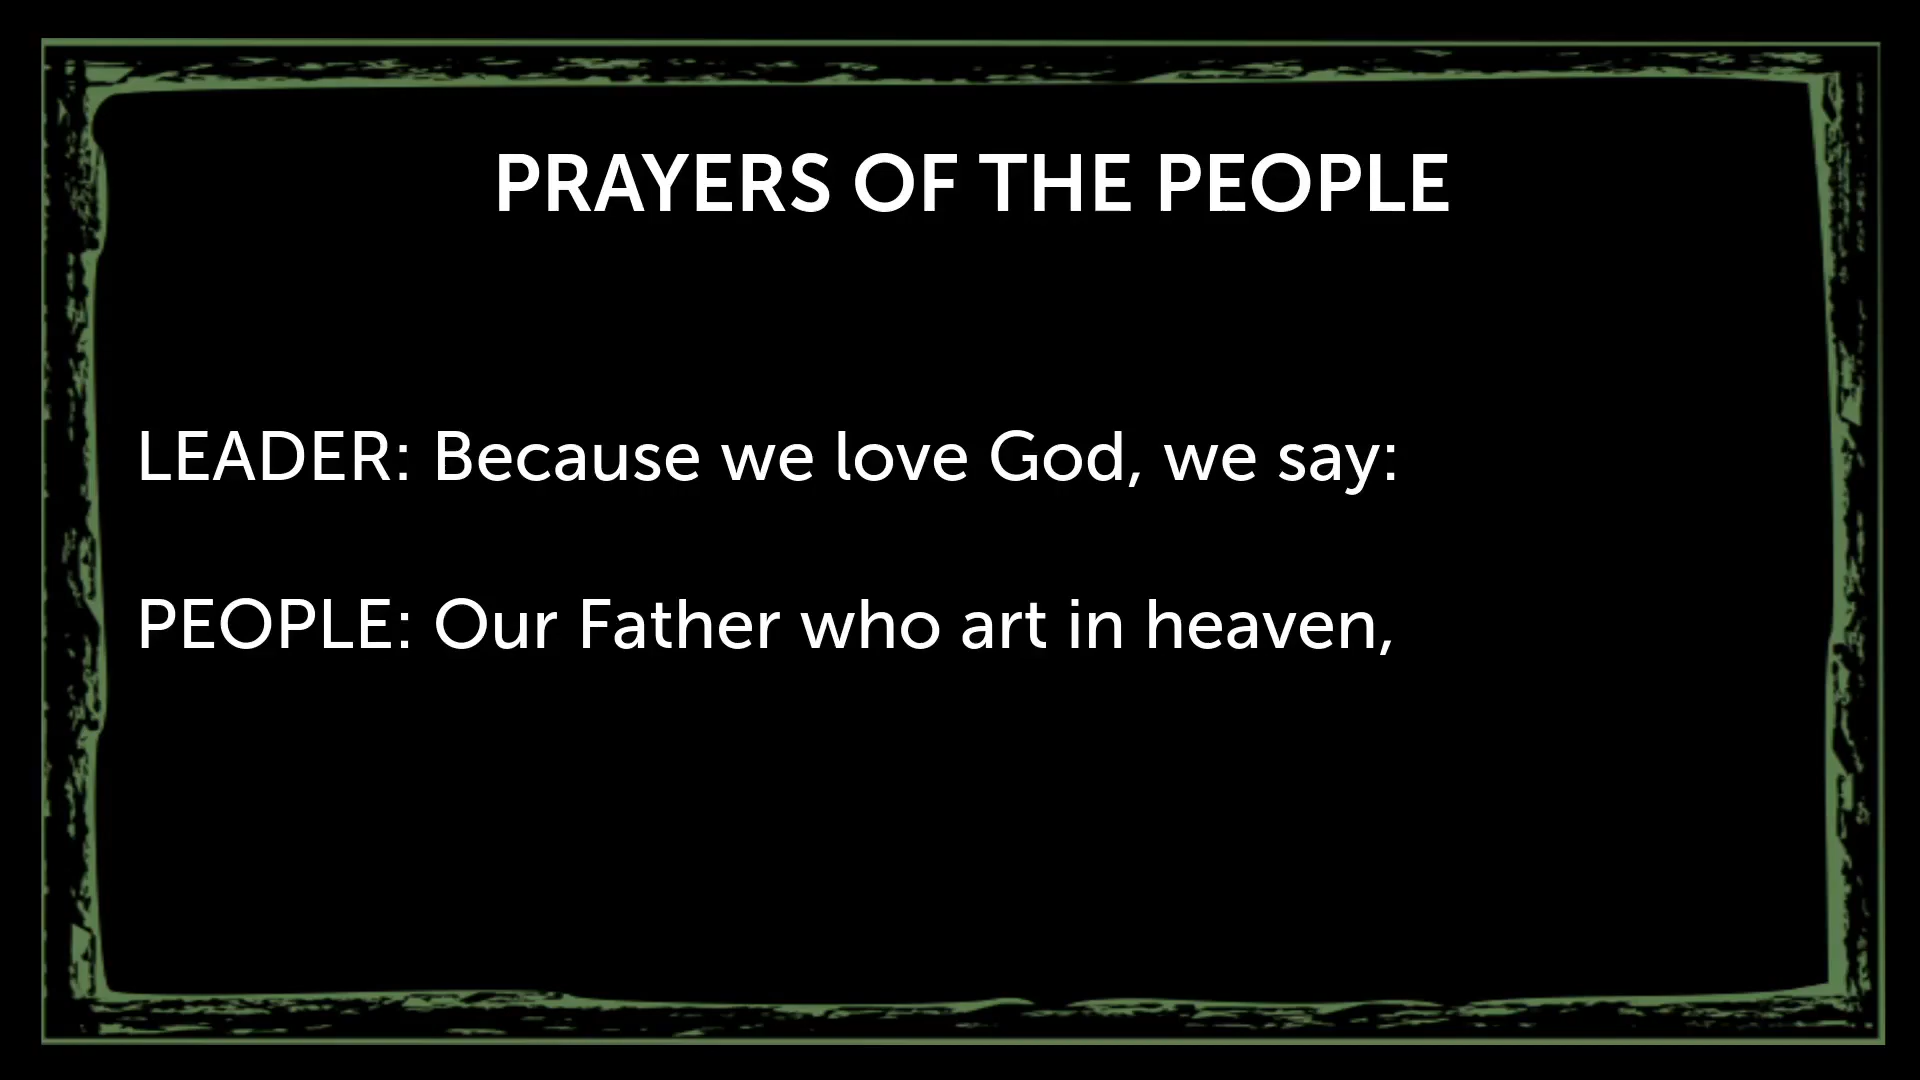 PRAYERS OF THE PEOPLE
LEADER: Because we love God, we say:
PEOPLE: Our Father who art in heaven,